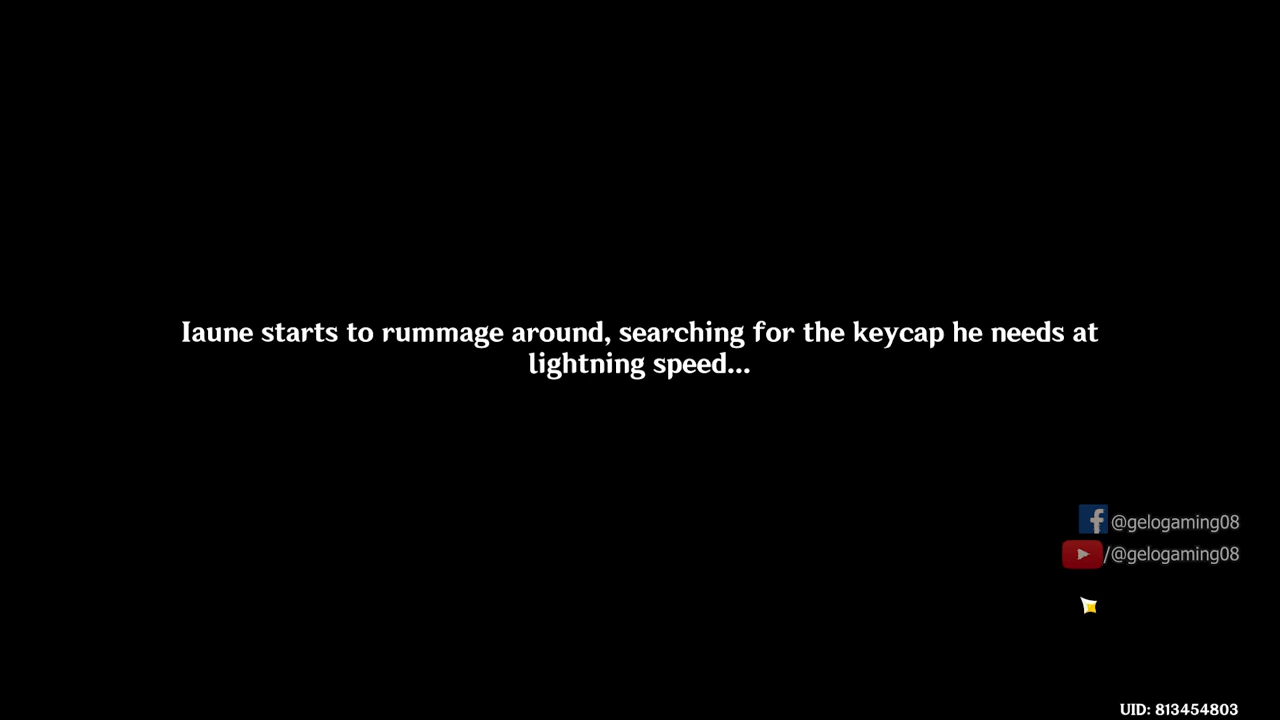 Iaune starts to rummage around, searching for the keycap he needs at
lightning speed...
@gelogaming08
/@gelogaming08
UID: 813454803